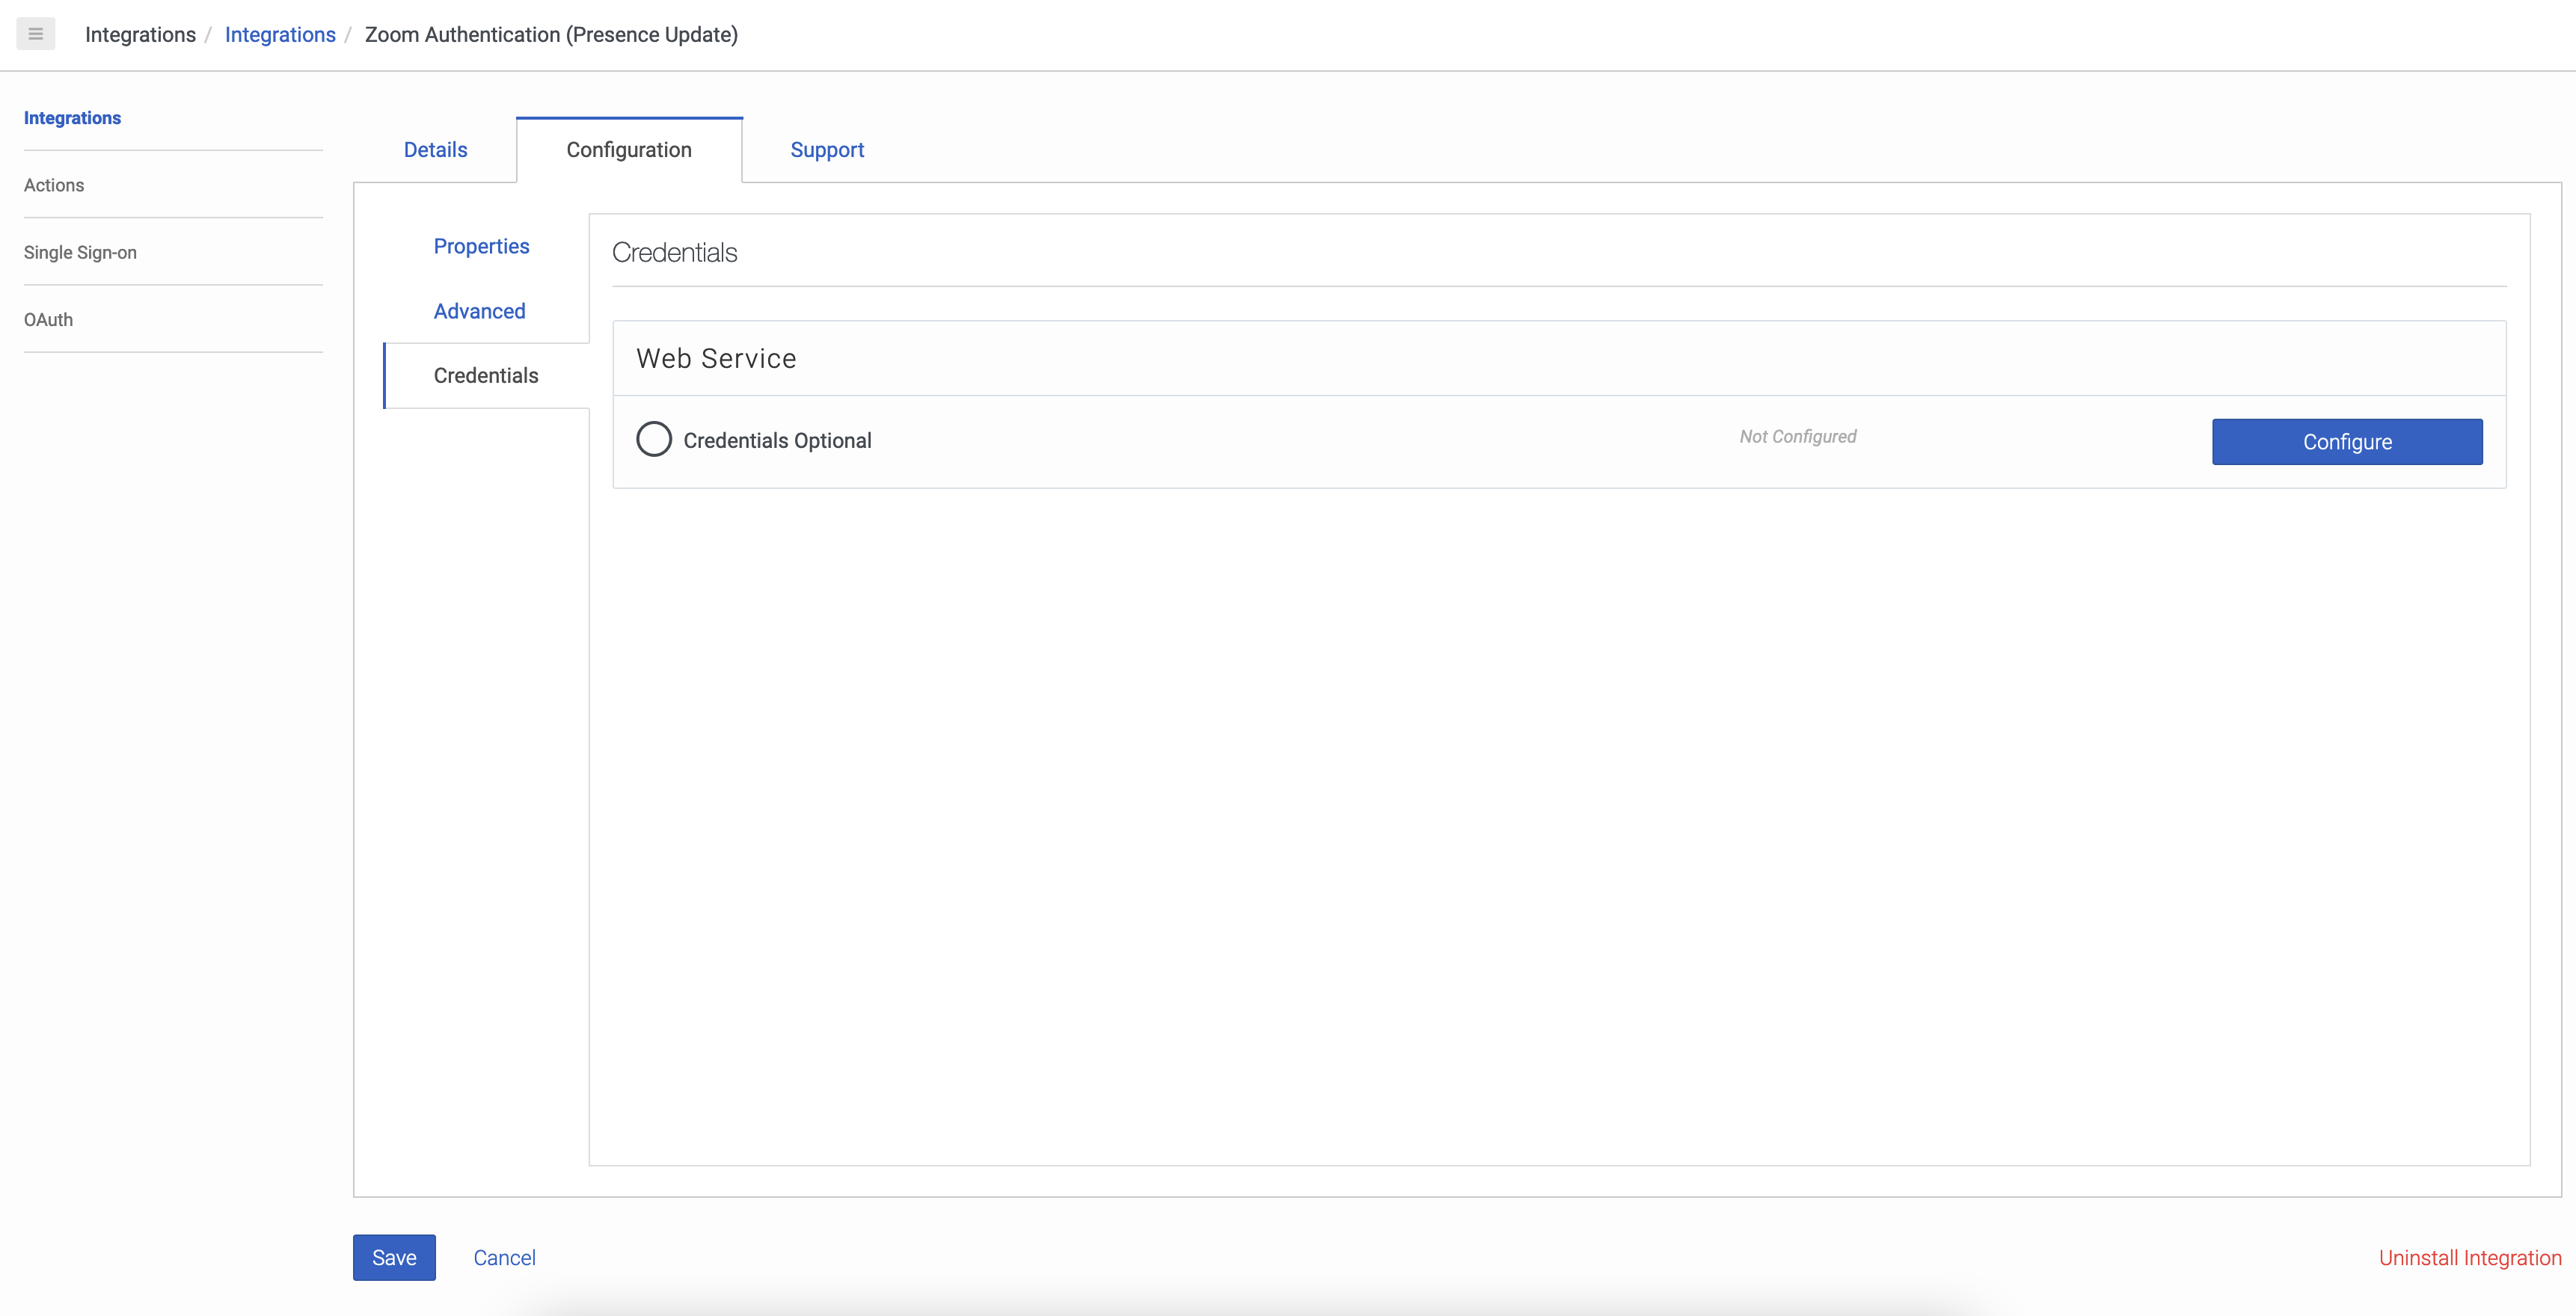 Integrations / Integrations / Zoom Authentication (Presence Update)
Integrations
Actions
Single Sign-on
OAuth
Details Configuration Support
Properties
Advanced
Credentials
Credentials
Web Service
Credentials Optional Not Configured Configure
Save Cancel Uninstall Integration